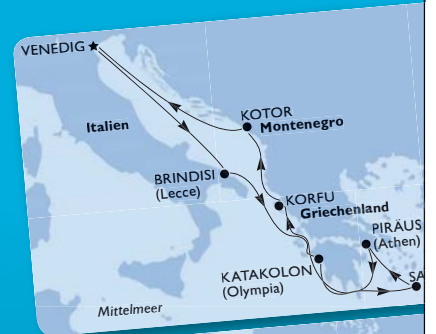 VENEDIG
Italien
KOTOR
Montenegro
BRINDISI
(Lecce)
KORFU
Griechenland
PIRÄUS
(Athen)
KATAKOLON
(Olympia)
SA
Mittelmeer